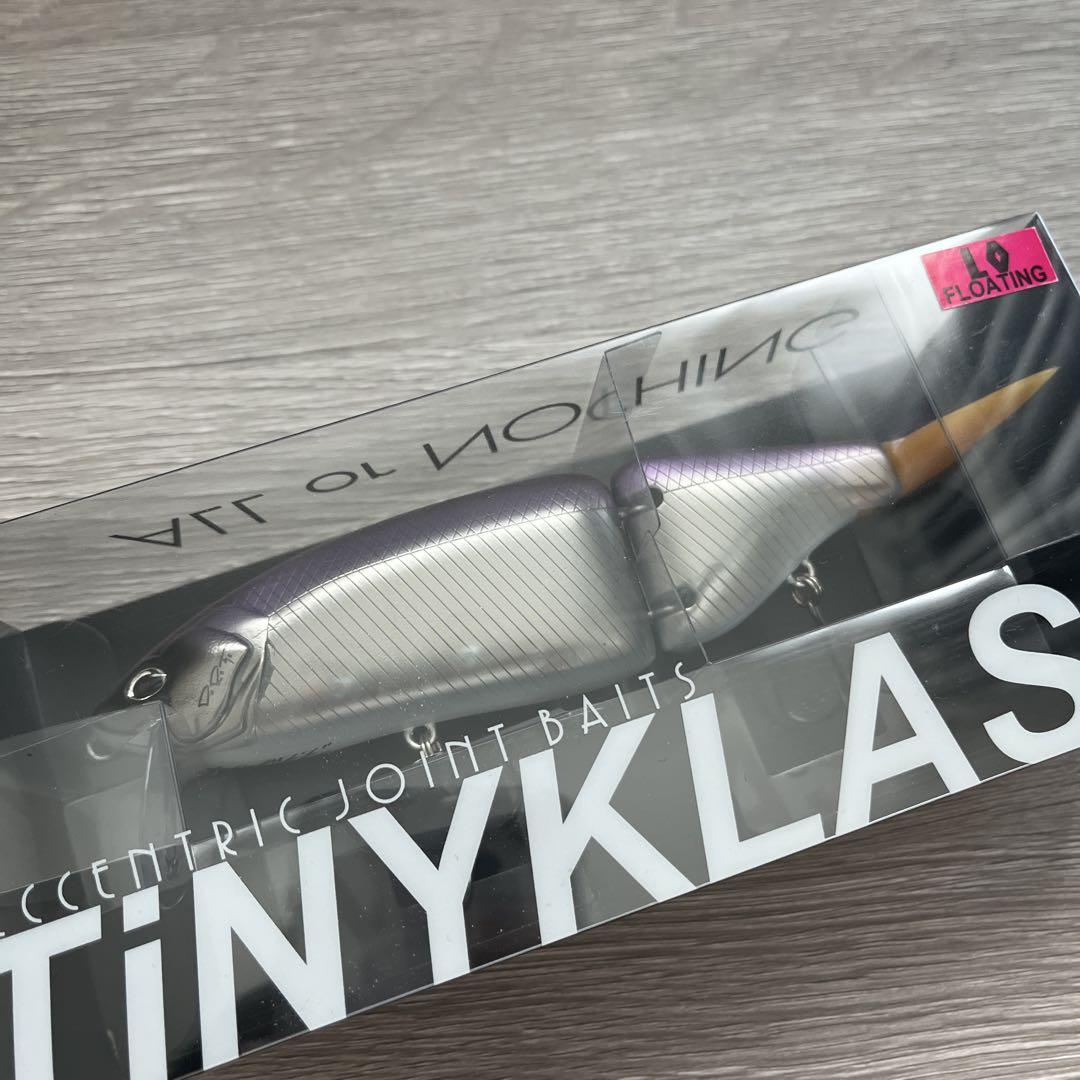 LO
FLOATING
ALL or NOTHING
D.R.T.
ECCENTRIC JOINT BAITS
TiNYKLAS